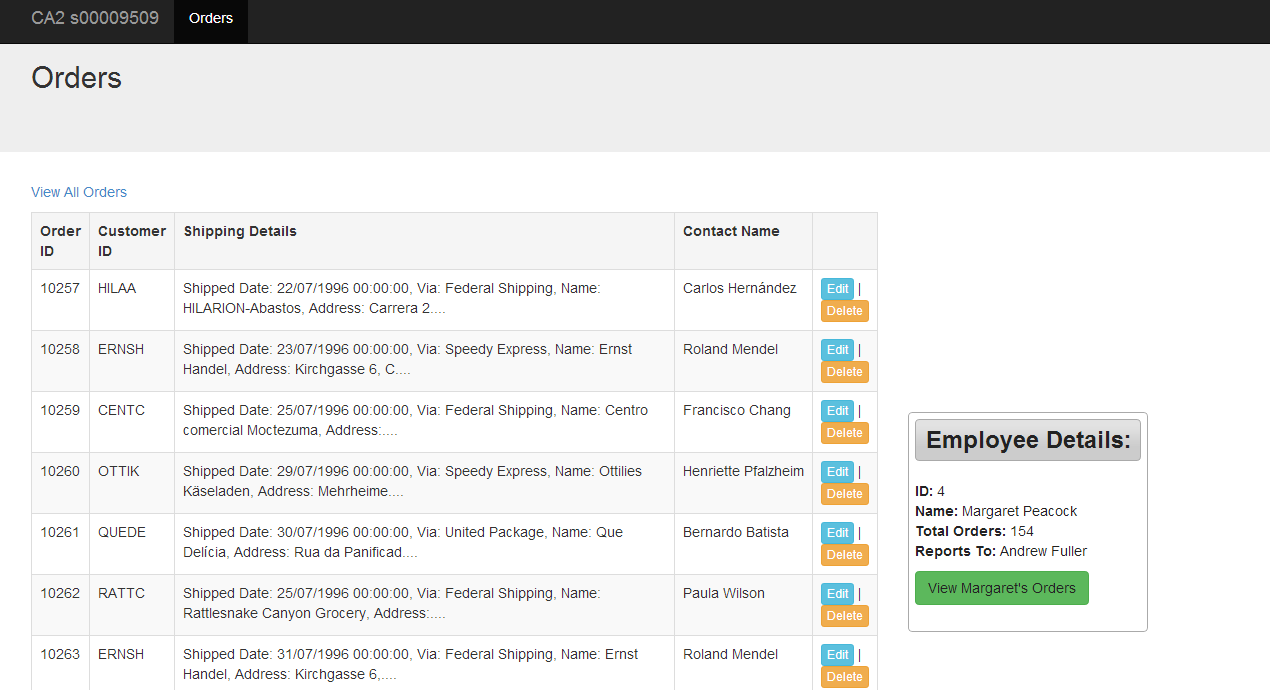 CA2 s00009509 Orders
Orders
View All Orders
Order ID Customer ID Shipping Details Contact Name
10257 HILAA Shipped Date: 22/07/1996 00:00:00, Via: Federal Shipping, Name: Carlos Hernández Edit |
HILARION-Abastos, Address: Carrera 2.... Delete
10258 ERNSH Shipped Date: 23/07/1996 00:00:00, Via: Speedy Express, Name: Ernst Roland Mendel Edit |
Handel, Address: Kirchgasse 6, C.... Delete
10259 CENTC Shipped Date: 25/07/1996 00:00:00, Via: Federal Shipping, Name: Centro Francisco Chang Edit |
comercial Moctezuma, Address:.... Delete
10260 OTTIK Shipped Date: 29/07/1996 00:00:00, Via: Speedy Express, Name: Ottilies Henriette Pfalzheim Edit |
Käseladen, Address: Mehrheime.... Delete
10261 QUEDE Shipped Date: 30/07/1996 00:00:00, Via: United Package, Name: Que Bernardo Batista Edit |
Delícia, Address: Rua da Panificad.... Delete
10262 RATTC Shipped Date: 25/07/1996 00:00:00, Via: Federal Shipping, Name: Paula Wilson Edit |
Rattlesnake Canyon Grocery, Address:.... Delete
10263 ERNSH Shipped Date: 31/07/1996 00:00:00, Via: Federal Shipping, Name: Ernst Roland Mendel Edit |
Handel, Address: Kirchgasse 6,.... Delete
Employee Details:
ID: 4
Name: Margaret Peacock
Total Orders: 154
Reports To: Andrew Fuller
View Margaret's Orders